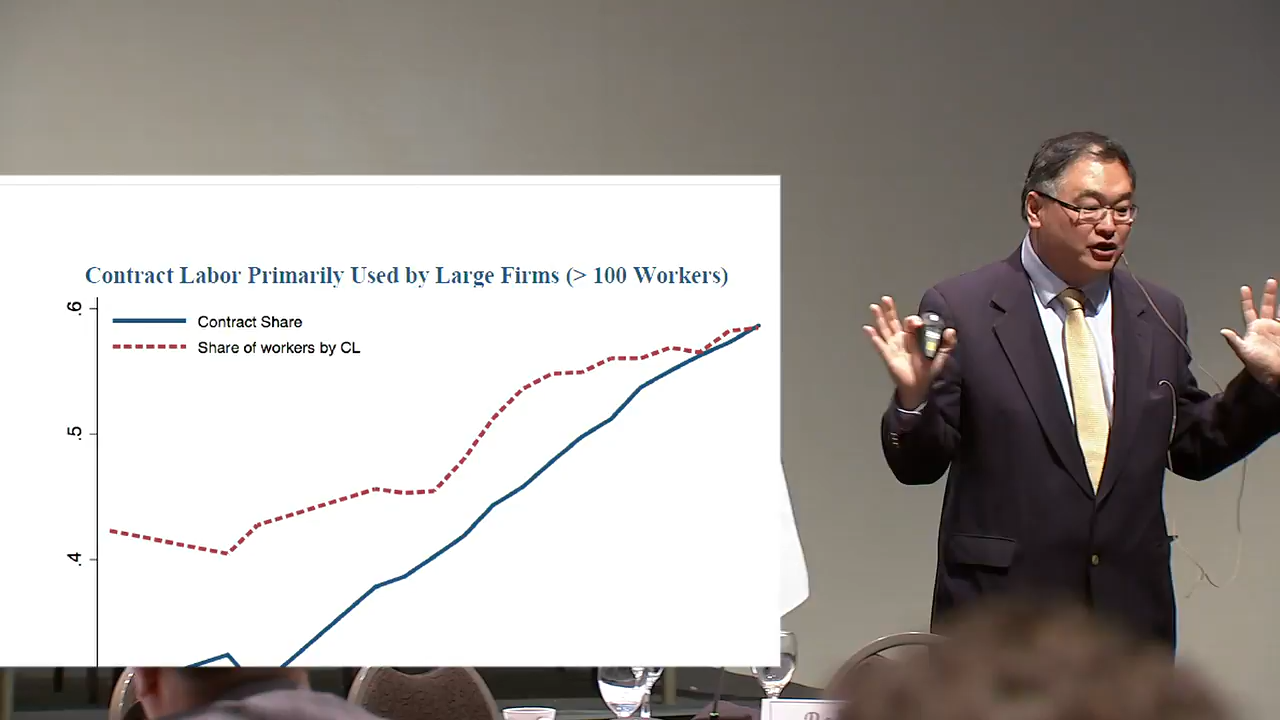 Contract Labor Primarily Used by Large Firms (> 100 Workers)
.6
Contract Share
Share of workers by CL
.5
.4